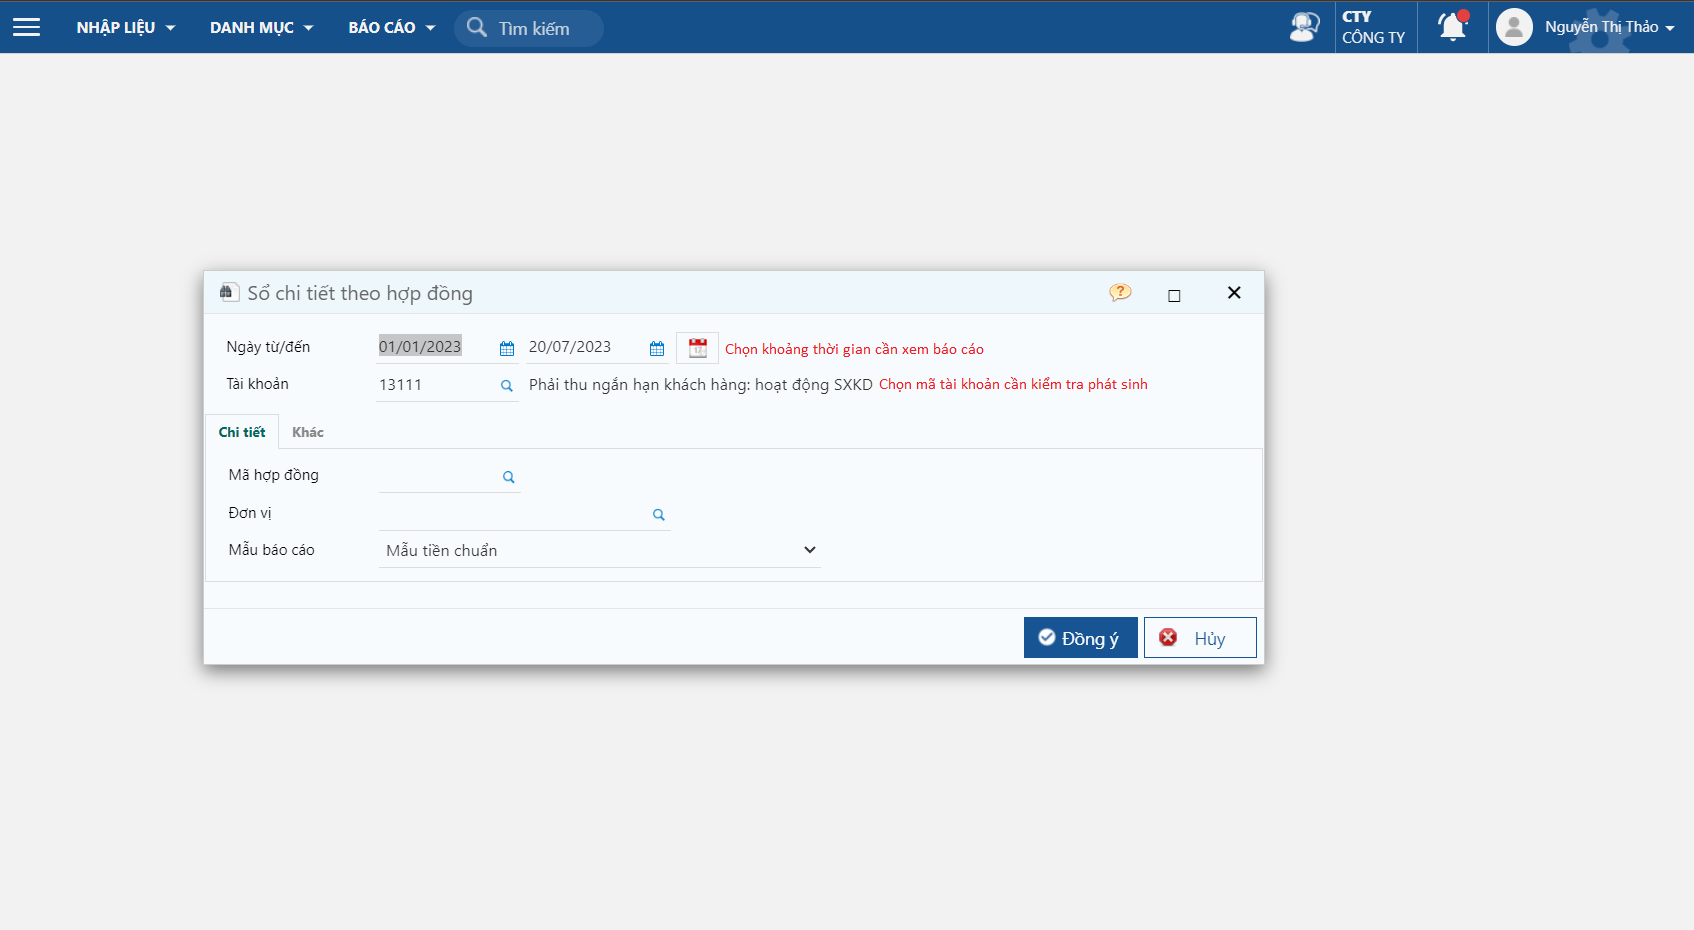 NHẬP LIỆU DANH MỤC BÁO CÁO Tìm kiếm CTY CÔNG TY Nguyễn Thị Thảo
Sổ chi tiết theo hợp đồng
Ngày từ/đến 01/01/2023 20/07/2023 Chọn khoảng thời gian cần xem báo cáo
Tài khoản 13111 Phải thu ngắn hạn khách hàng: hoạt động SXKD Chọn mã tài khoản cần kiểm tra phát sinh
Chi tiết Khác
Mã hợp đồng
Đơn vị
Mẫu báo cáo Mẫu tiền chuẩn
Đồng ý Hủy